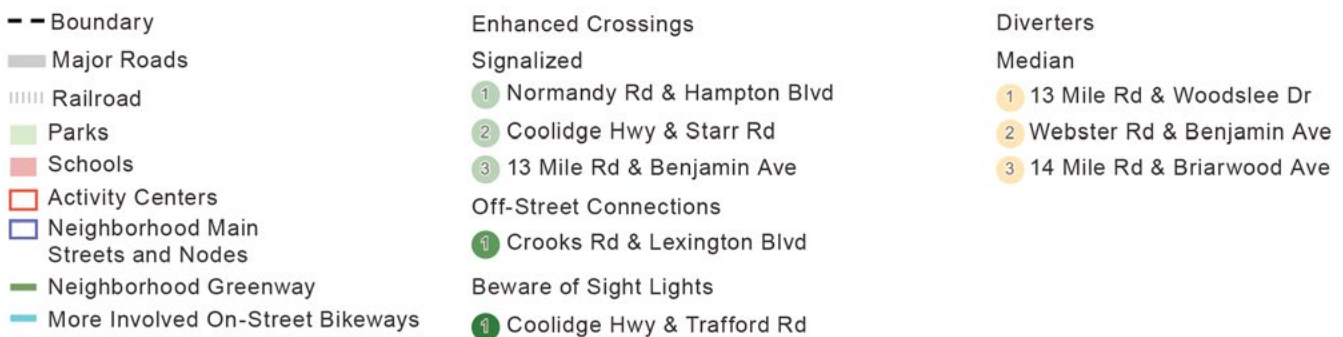 Boundary
Major Roads
Railroad
Parks
Schools
Activity Centers
Neighborhood Main
Streets and Nodes
Neighborhood Greenway
More Involved On-Street Bikeways
Enhanced Crossings
Signalized
1 Normandy Rd & Hampton Blvd
2 Coolidge Hwy & Starr Rd
3 13 Mile Rd & Benjamin Ave
Off-Street Connections
1 Crooks Rd & Lexington Blvd
Beware of Sight Lights
1 Coolidge Hwy & Trafford Rd
Diverters
Median
1 13 Mile Rd & Woodslee Dr
2 Webster Rd & Benjamin Ave
3 14 Mile Rd & Briarwood Ave